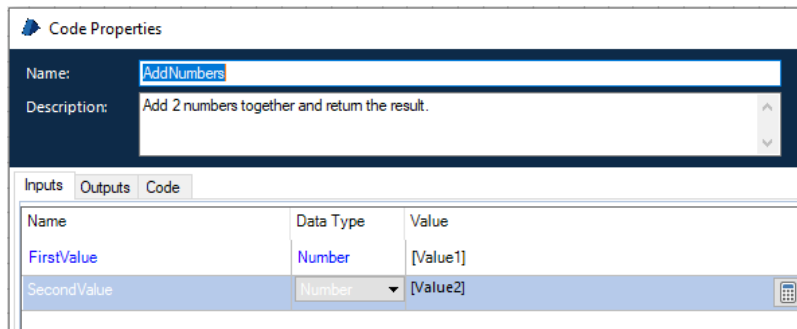 Code Properties
Name: AddNumbers
Description: Add 2 numbers together and return the result.
Inputs Outputs Code
Name Data Type Value
FirstValue Number [Value1]
SecondValue Number [Value2]